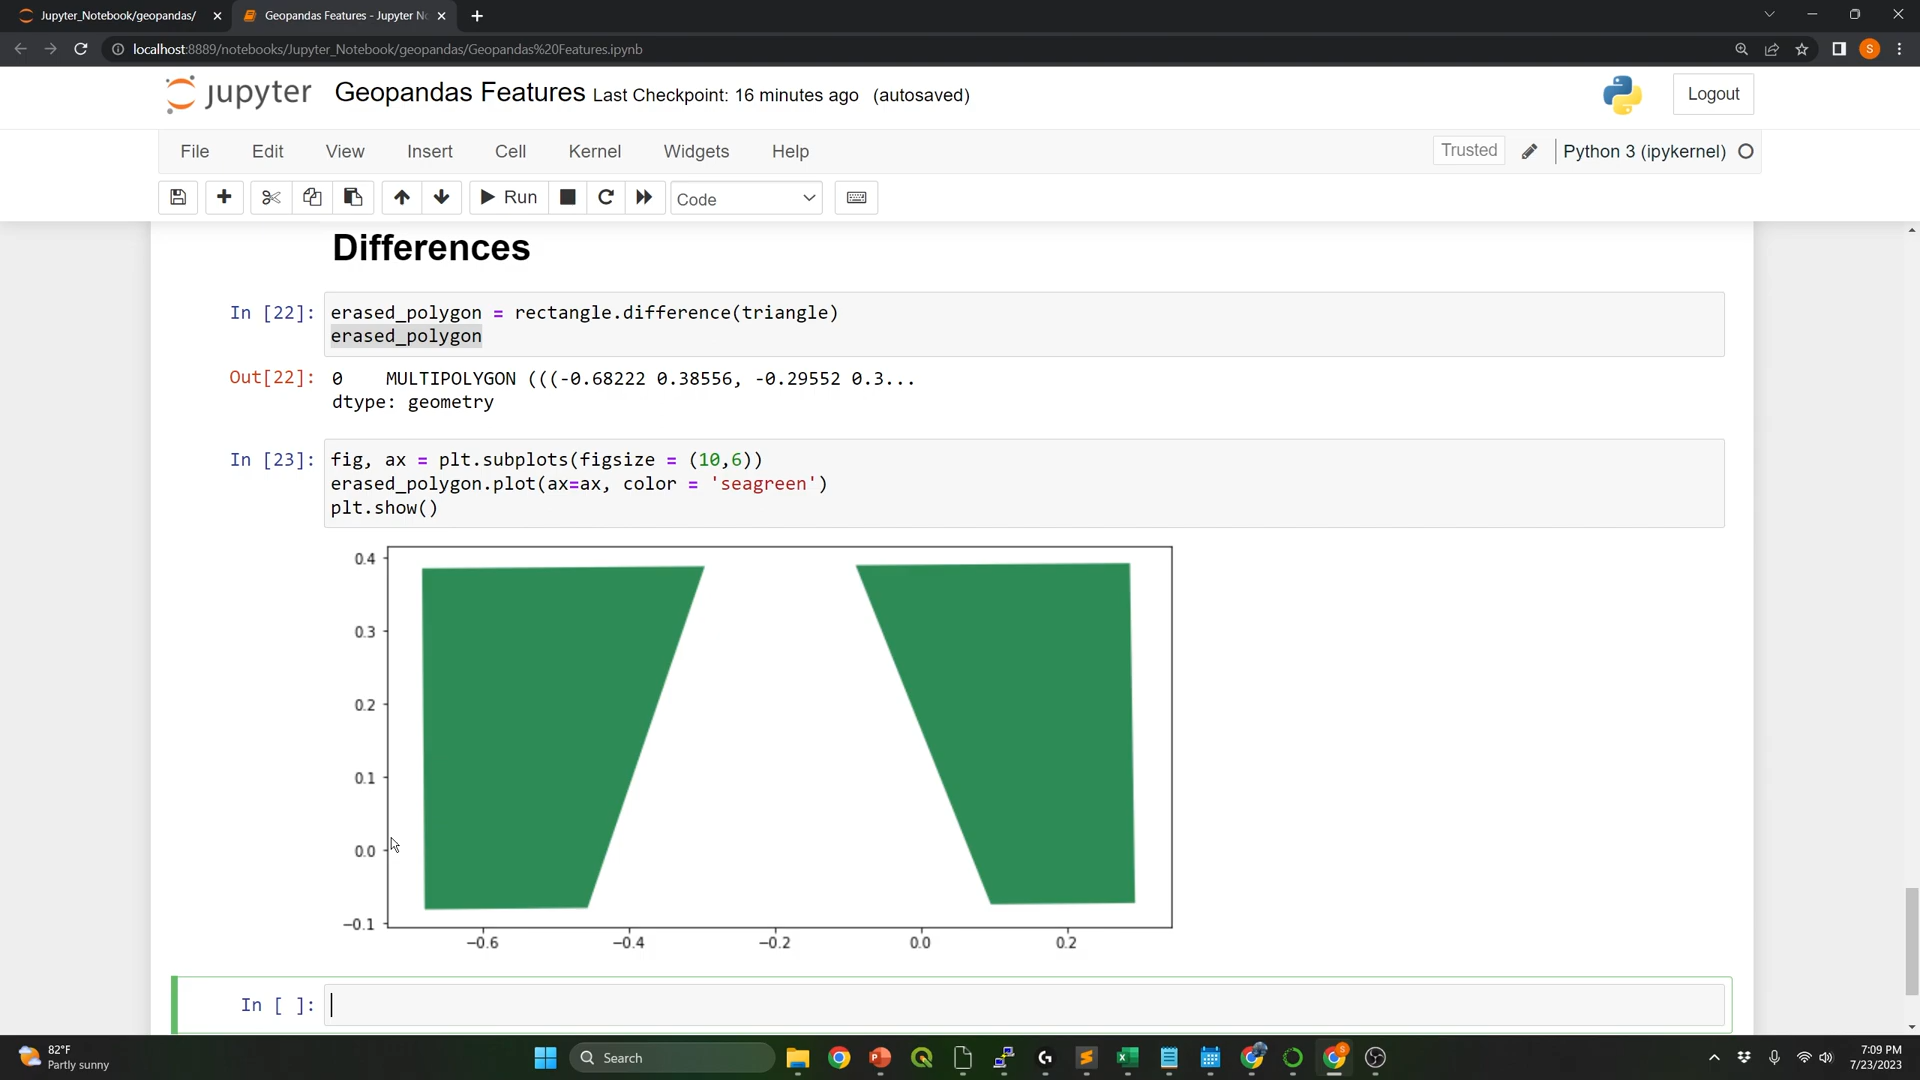 Jupyter_Notebook/geopandas/
Geopandas Features - Jupyter No
localhost:8889/notebooks/Jupyter_Notebook/geopandas/Geopandas%20Features.ipynb
S
jupyter Geopandas Features Last Checkpoint: 16 minutes ago (autosaved)
Logout
File Edit View Insert Cell Kernel Widgets Help
Trusted
Python 3 (ipykernel)
Run
Code
Differences
In [22]: erased_polygon = rectangle.difference(triangle)
erased_polygon
Out[22]: 0 MULTIPOLYGON (((-0.68222 0.38556, -0.29552 0.3...
dtype: geometry
In [23]: fig, ax = plt.subplots(figsize = (10,6))
erased_polygon.plot(ax=ax, color = 'seagreen')
plt.show()
0.4
0.3
0.2
0.1
0.0
−0.1
−0.6 −0.4 −0.2 0.0 0.2
In [ ]:
82°F
Partly sunny
Search
7:09 PM
7/23/2023